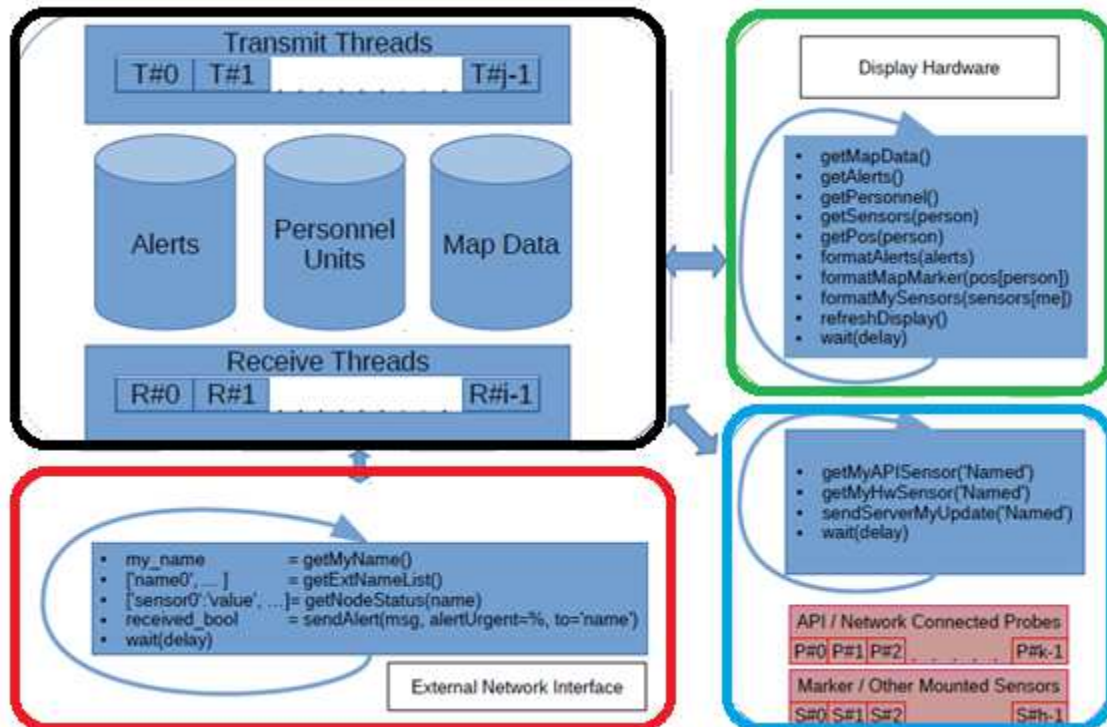 Transmit Threads
T#0 T#1 . . . . . . . . . . T#j-1
Alerts
Personnel
Units
Map Data
Receive Threads
R#0 R#1 . . . . . . . . . . R#i-1
Display Hardware
• getMapData()
• getAlerts()
• getPersonnel()
• getSensors(person)
• getPos(person)
• formatAlerts(alerts)
• formatMapMarker(pos[person])
• formatMySensors(sensors[me])
• refreshDisplay()
• wait(delay)
• my_name = getMyName()
• ['name0', ... ] = getExtNameList()
• ['sensor0':'value', ...]= getNodeStatus(name)
• received_bool = sendAlert(msg, alertUrgent=%, to='name')
• wait(delay)
External Network Interface
• getMyAPISensor('Named')
• getMyHwSensor('Named')
• sendServerMyUpdate('Named')
• wait(delay)
API / Network Connected Probes
P#0 P#1 P#2 . . . . . . P#k-1
Marker / Other Mounted Sensors
S#0 S#1 S#2 S#h-1